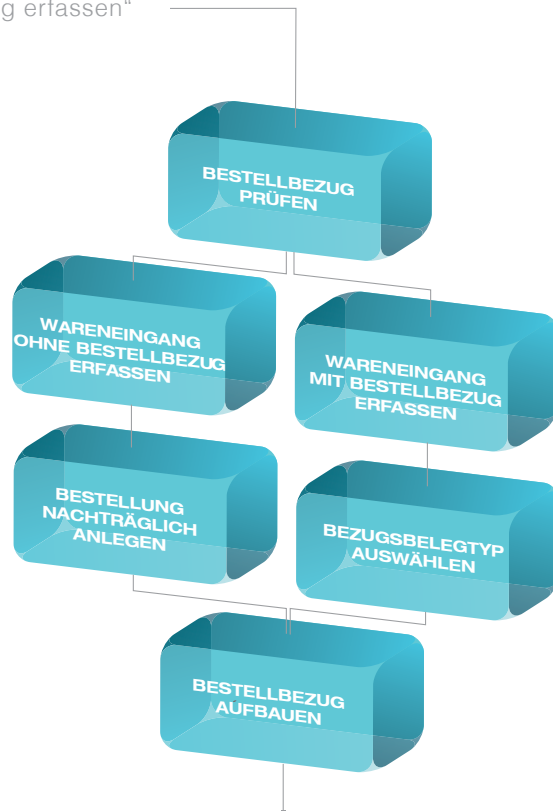 g erfassen“
BESTELLBEZUG
PRÜFEN
WARENEINGANG
OHNE BESTELLBEZUG
ERFASSEN
WARENEINGANG
MIT BESTELLBEZUG
ERFASSEN
BESTELLUNG
NACHTRÄGLICH
ANLEGEN
BEZUGSBELEGTYP
AUSWÄHLEN
BESTELLBEZUG
AUFBAUEN